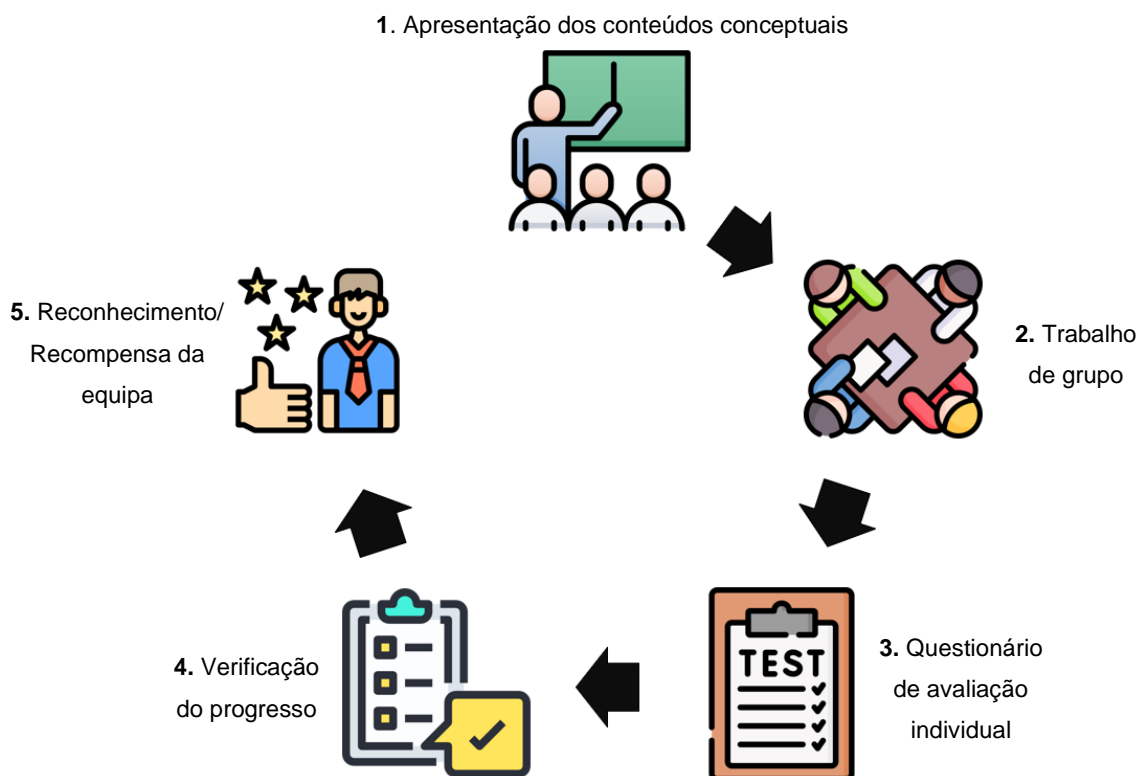 1. Apresentação dos conteúdos conceptuais
2. Trabalho
de grupo
3. Questionário
de avaliação
individual
TEST
4. Verificação
do progresso
5. Reconhecimento/
Recompensa da
equipa